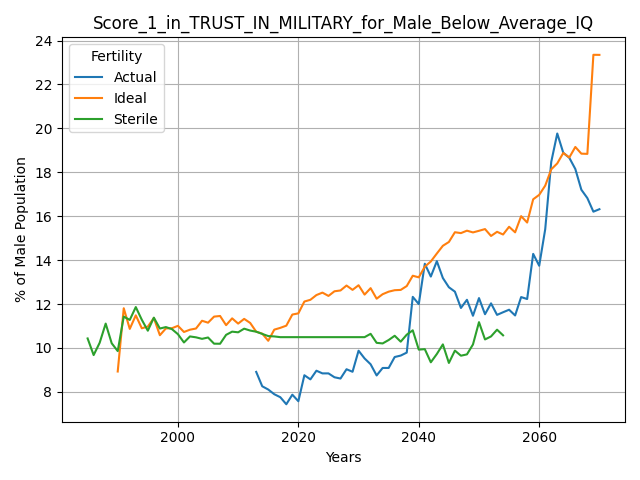 Score_1_in_TRUST_IN_MILITARY_for_Male_Below_Average_IQ
Fertility
Actual
Ideal
Sterile
% of Male Population
24
22
20
18
16
14
12
10
8
2000
2020
2040
2060
Years